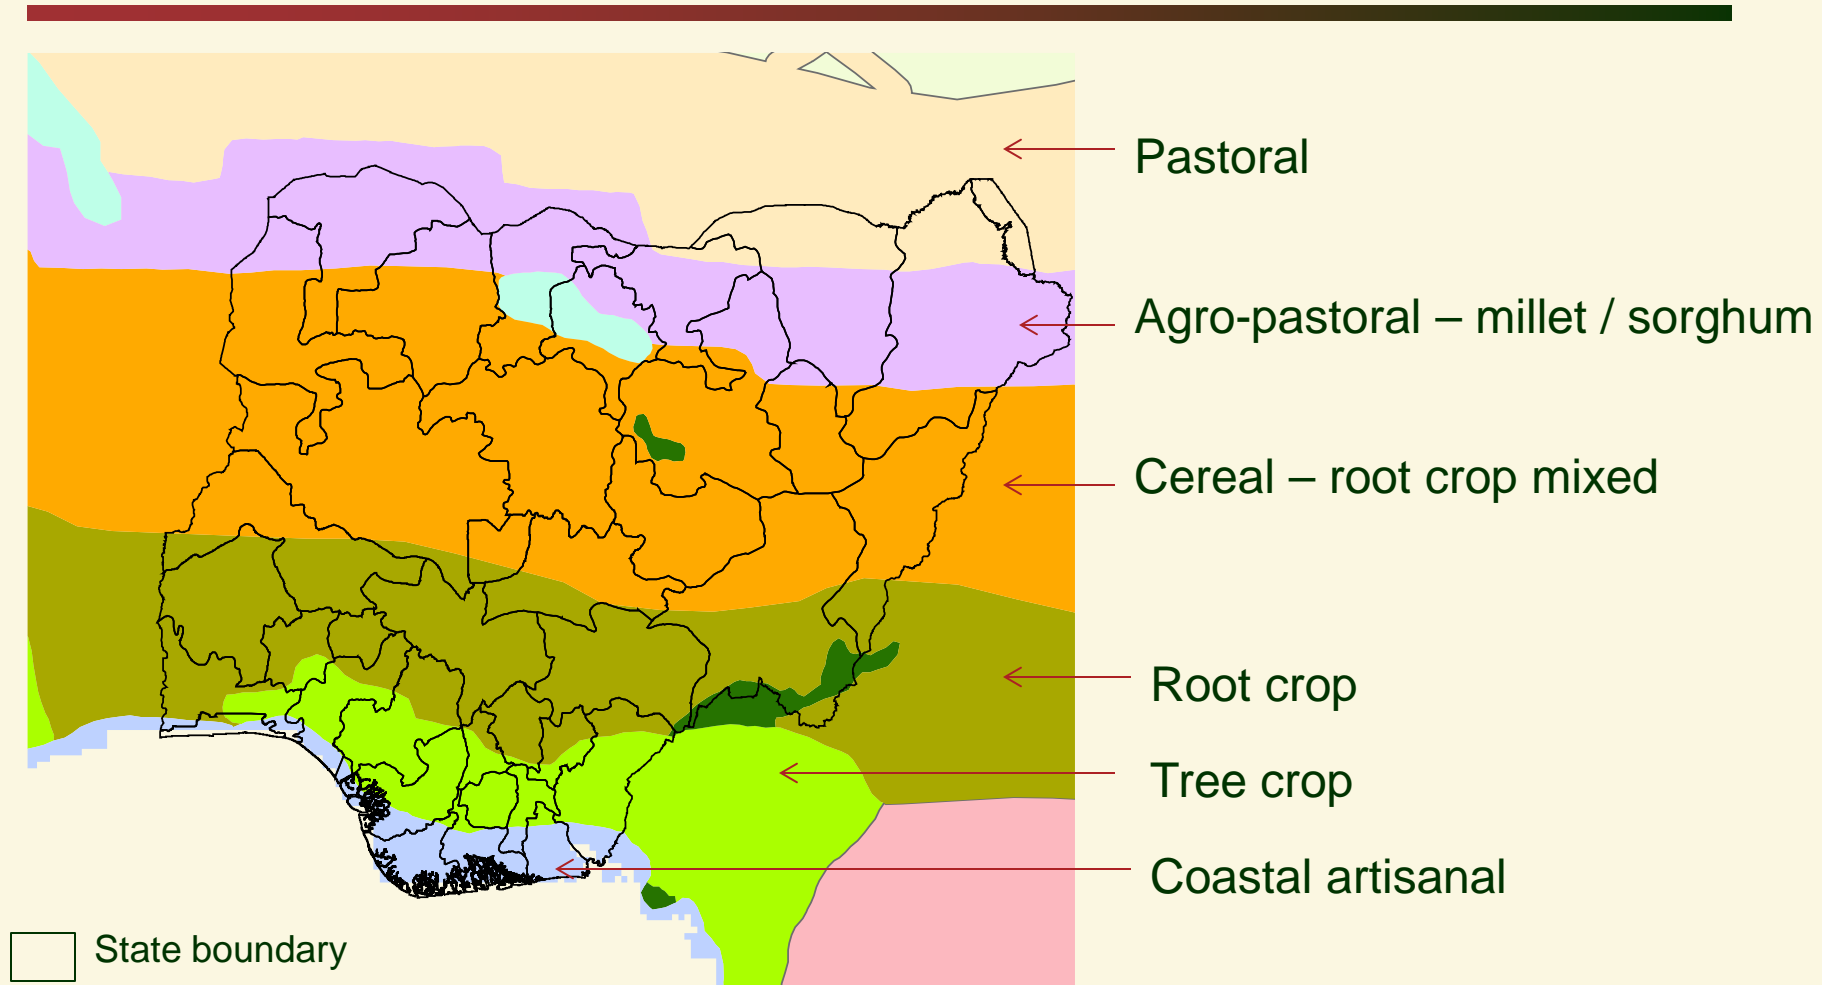 Pastoral
Agro-pastoral – millet / sorghum
Cereal – root crop mixed
Root crop
Tree crop
Coastal artisanal
State boundary